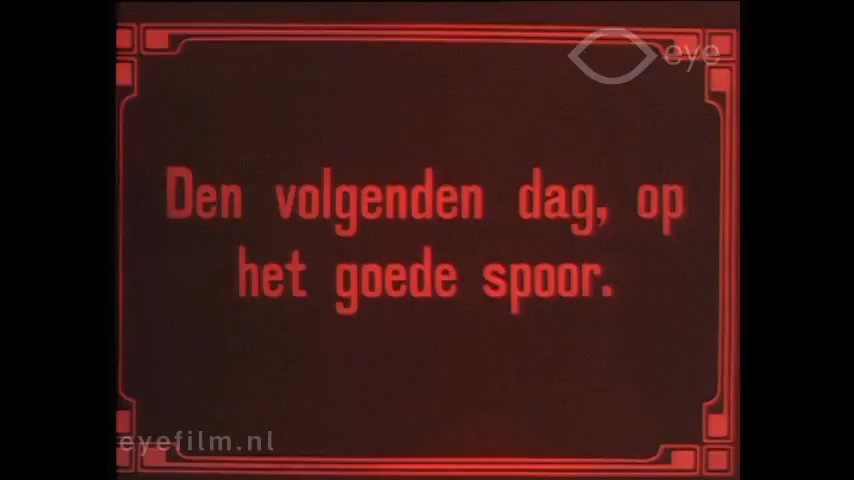 eye
Den volgenden dag, op
het goede spoor.
eyefilm.nl